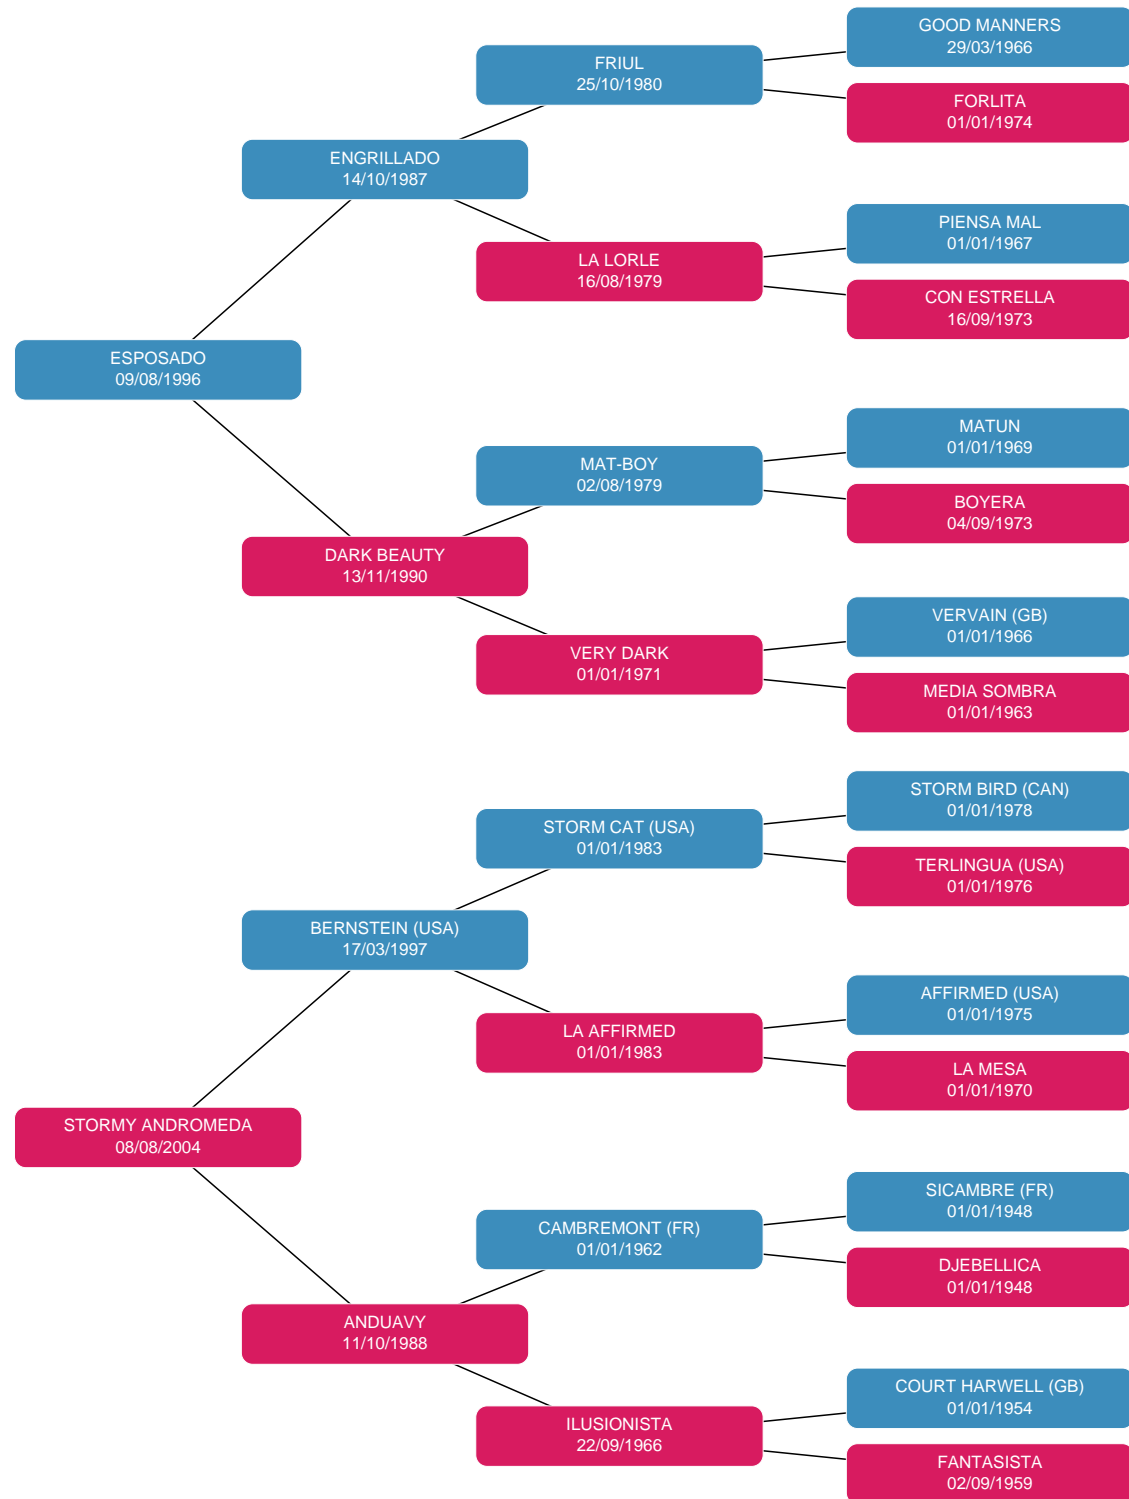 GOOD MANNERS
29/03/1966
FRIUL
25/10/1980
FORLITA
01/01/1974
ENGRILLADO
14/10/1987
PIENSA MAL
01/01/1967
LA LORLE
16/08/1979
CON ESTRELLA
16/09/1973
ESPOSADO
09/08/1996
MATUN
01/01/1969
MAT-BOY
02/08/1979
BOYERA
04/09/1973
DARK BEAUTY
13/11/1990
VERVAIN (GB)
01/01/1966
VERY DARK
01/01/1971
MEDIA SOMBRA
01/01/1963
STORM BIRD (CAN)
01/01/1978
STORM CAT (USA)
01/01/1983
TERLINGUA (USA)
01/01/1976
BERNSTEIN (USA)
17/03/1997
AFFIRMED (USA)
01/01/1975
LA AFFIRMED
01/01/1983
LA MESA
01/01/1970
STORMY ANDROMEDA
08/08/2004
SICAMBRE (FR)
01/01/1948
CAMBREMONT (FR)
01/01/1962
DJEBELLICA
01/01/1948
ANDUAVY
11/10/1988
COURT HARWELL (GB)
01/01/1954
ILUSIONISTA
22/09/1966
FANTASISTA
02/09/1959